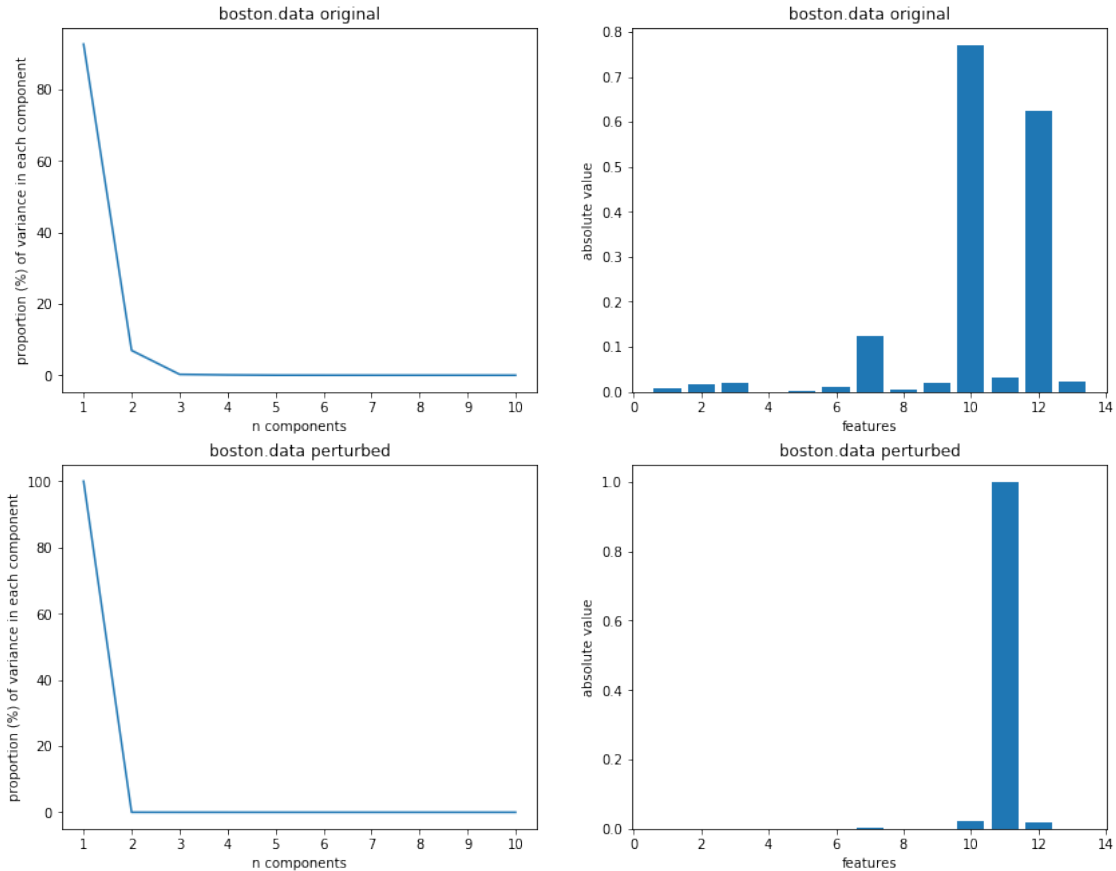 boston.data original
proportion (%) of variance in each component
80
60
40
20
0
1 2 3 4 5 6 7 8 9 10
n components
boston.data original
absolute value
0.8
0.7
0.6
0.5
0.4
0.3
0.2
0.1
0.0
0 2 4 6 8 10 12 14
features
boston.data perturbed
proportion (%) of variance in each component
100
80
60
40
20
0
1 2 3 4 5 6 7 8 9 10
n components
boston.data perturbed
absolute value
1.0
0.8
0.6
0.4
0.2
0.0
0 2 4 6 8 10 12 14
features